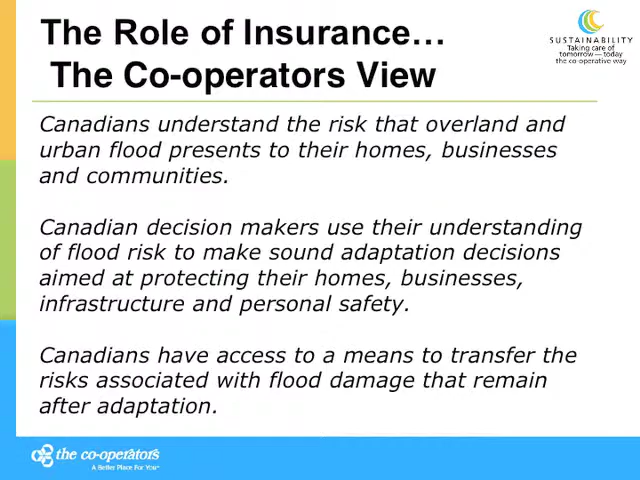 The Role of Insurance…
The Co-operators View
SUSTAINABILITY
Taking care of
tomorrow — today
the co-operative way
Canadians understand the risk that overland and
urban flood presents to their homes, businesses
and communities.
Canadian decision makers use their understanding
of flood risk to make sound adaptation decisions
aimed at protecting their homes, businesses,
infrastructure and personal safety.
Canadians have access to a means to transfer the
risks associated with flood damage that remain
after adaptation.
the co-operators
A Better Place For You™